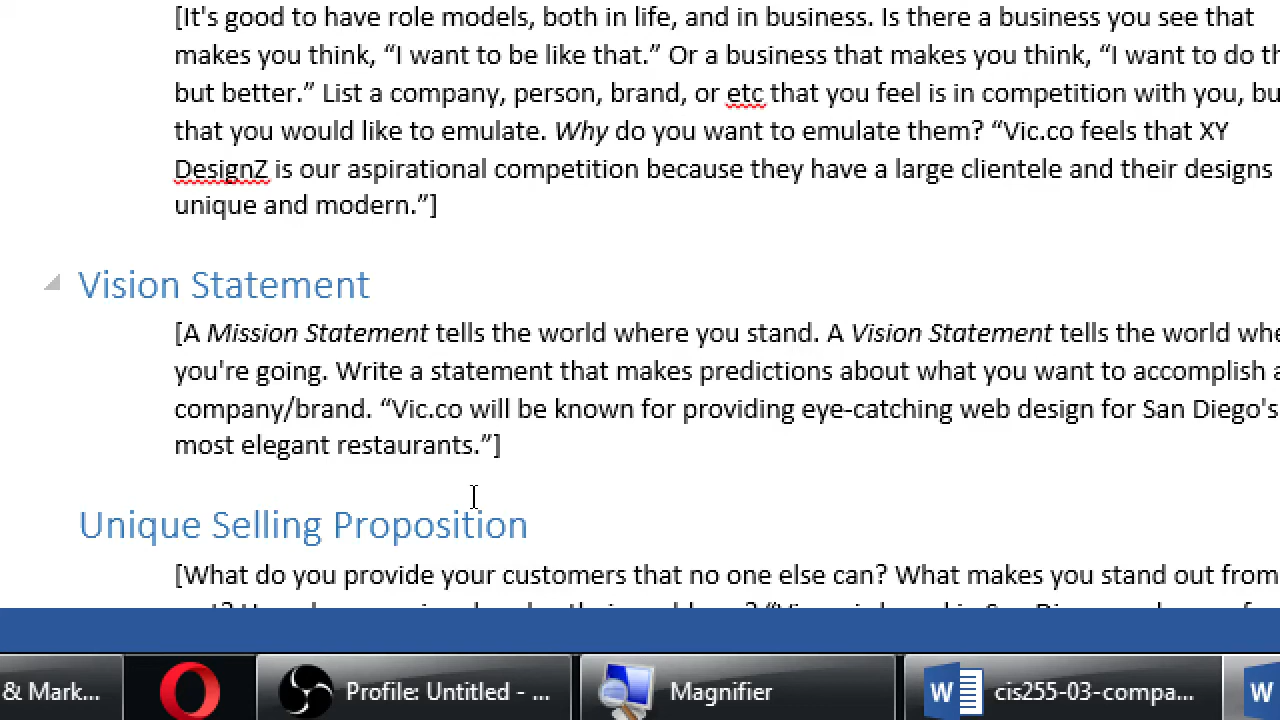 [It's good to have role models, both in life, and in business. Is there a business you see that
makes you think, “I want to be like that.” Or a business that makes you think, “I want to do
but better.” List a company, person, brand, or etc that you feel is in competition with you,
that you would like to emulate. Why do you want to emulate them? “Vic.co feels that XY
DesignZ is our aspirational competition because they have a large clientele and their designs
unique and modern.”]
Vision Statement
[A Mission Statement tells the world where you stand. A Vision Statement tells the world
you're going. Write a statement that makes predictions about what you want to accomplish
company/brand. “Vic.co will be known for providing eye-catching web design for San Diego's
most elegant restaurants.”]
Unique Selling Proposition
[What do you provide your customers that no one else can? What makes you stand out from
& Mark...
Profile: Untitled - ...
Magnifier
W
cis255-03-compa...
W